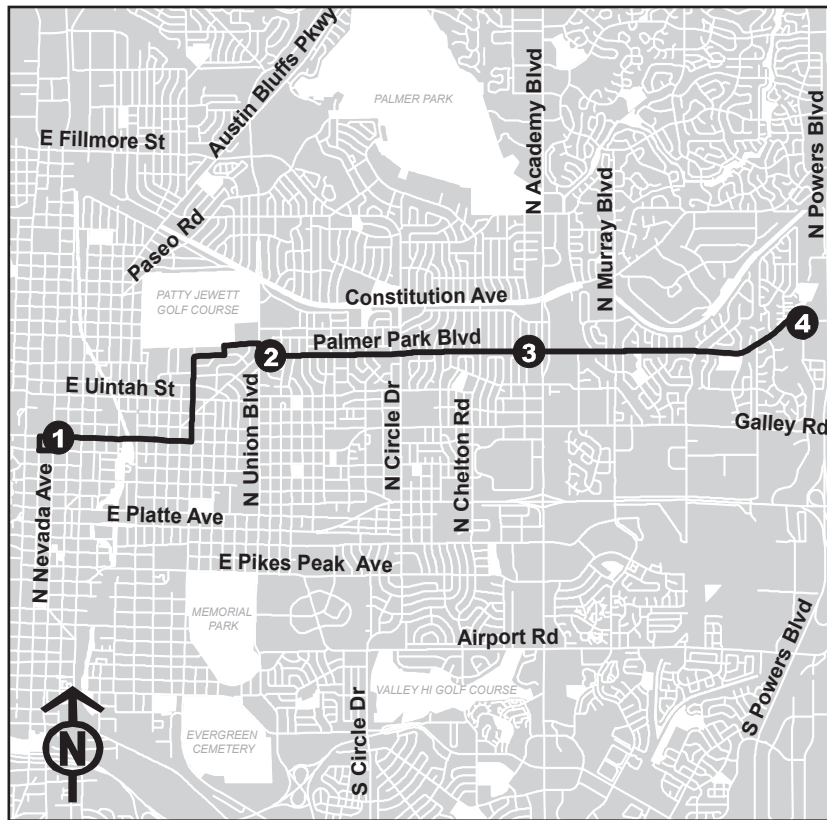 Austin Bluffs Pkwy
PALMER PARK
N Academy Blvd
N Powers Blvd
E Fillmore St
N Murray Blvd
Paseo Rd
PATTY JEWETT
GOLF COURSE
Constitution Ave
Palmer Park Blvd
4
2
3
E Uintah St
N Union Blvd
N Circle Dr
N Chelton Rd
Galley Rd
1
N Nevada Ave
E Platte Ave
E Pikes Peak Ave
MEMORIAL
PARK
Airport Rd
S Powers Blvd
VALLEY HI GOLF COURSE
S Circle Dr
EVERGREEN
CEMETERY
N